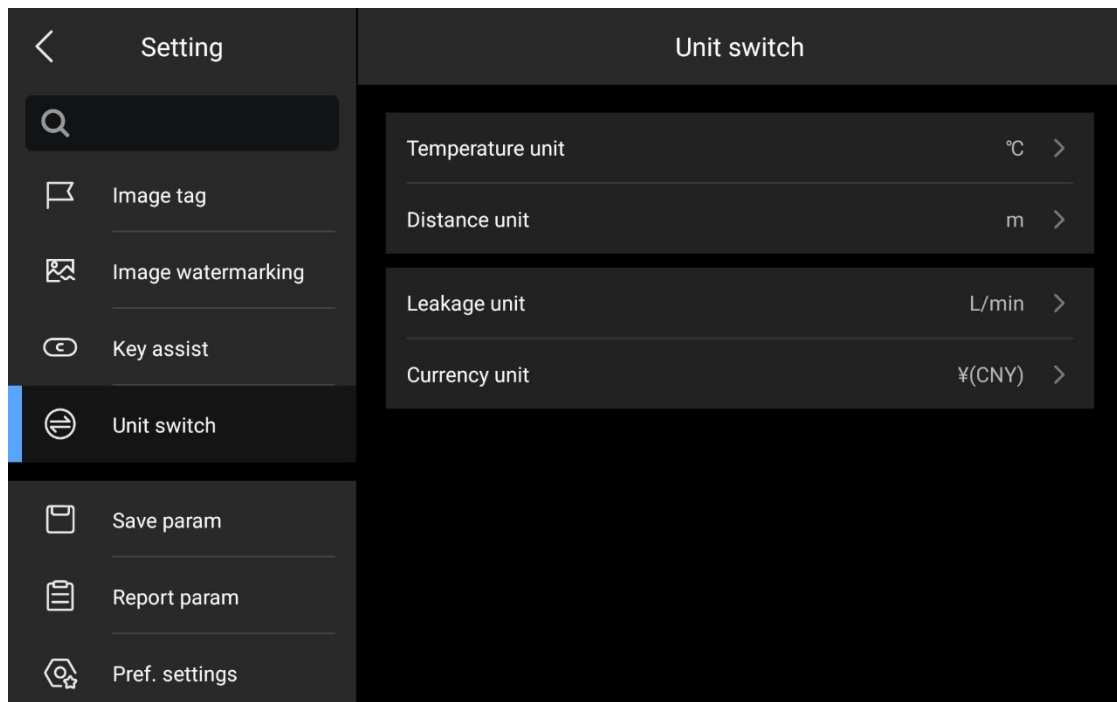 Setting
Image tag
Image watermarking
Key assist
Unit switch
Save param
Report param
Pref. settings
Unit switch
Temperature unit ℃
Distance unit m
Leakage unit L/min
Currency unit ¥(CNY)